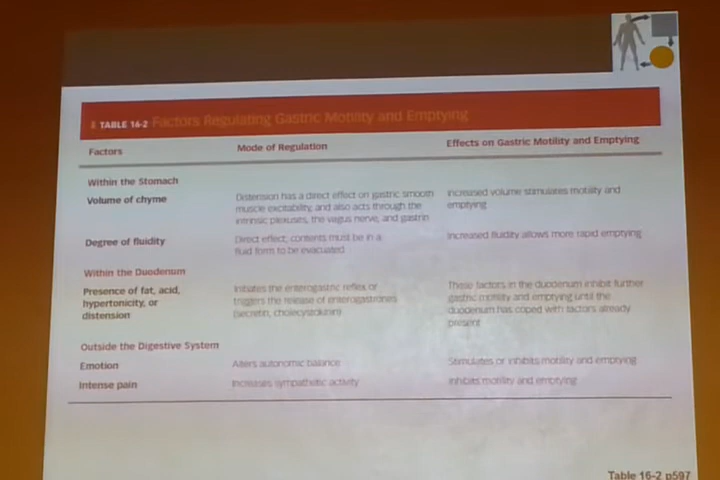 TABLE 16-2 Factors Regulating Gastric Motility and Emptying
Factors
Mode of Regulation
Effects on Gastric Motility and Emptying
Within the Stomach
Volume of chyme
Distension has a direct effect on gastric smooth
muscle excitability, and also acts through the
intrinsic plexuses, the vagus nerve, and gastrin
Increased volume stimulates motility and
emptying
Degree of fluidity
Direct effect; contents must be in a
fluid form to be evacuated
Increased fluidity allows more rapid emptying
Within the Duodenum
Presence of fat, acid,
hypertonicity, or
distension
Initiates the enterogastric reflex or
triggers the release of enterogastrones
(secretin, cholecystokinin)
These factors in the duodenum inhibit further
gastric motility and emptying until the
duodenum has coped with factors already
present
Outside the Digestive System
Emotion
Alters autonomic balance
Stimulates or inhibits motility and emptying
Intense pain
Increases sympathetic activity
Inhibits motility and emptying
Table 16-2 p597